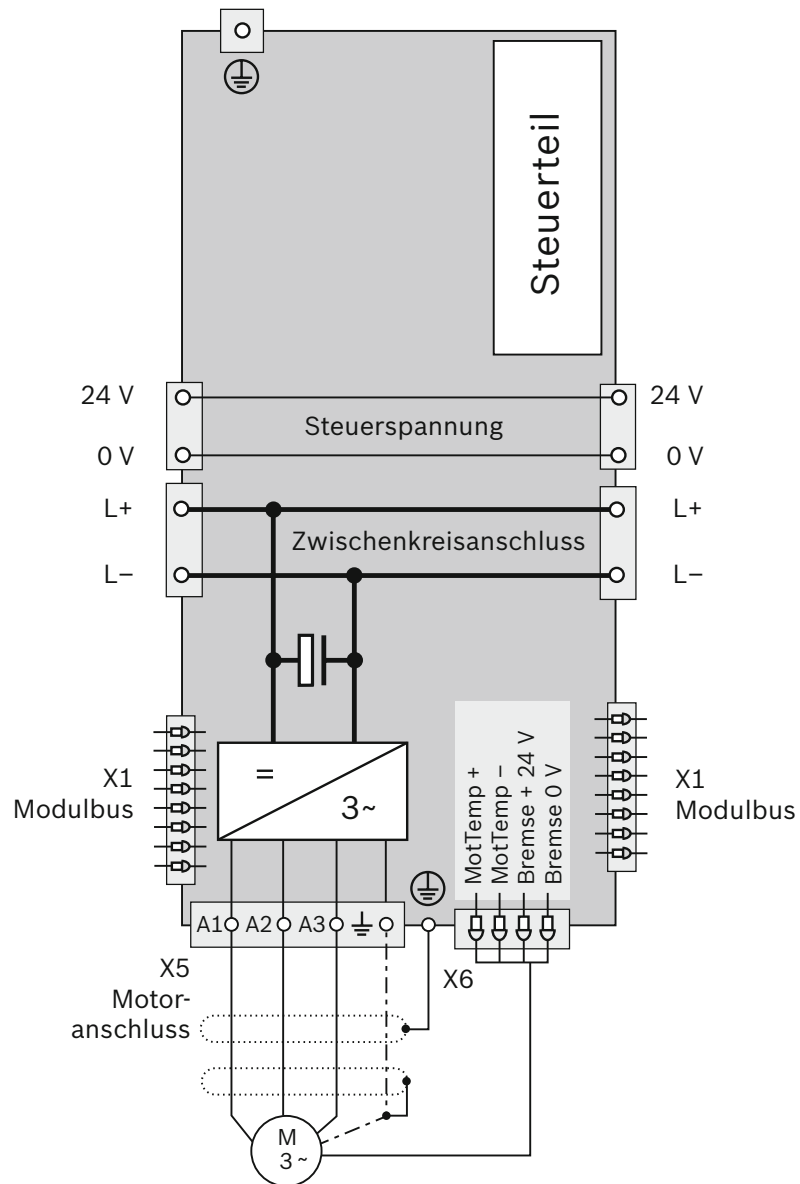 Steuerteil
24 V
24 V
Steuerspannung
0 V
0 V
L+
L+
Zwischenkreisanschluss
L−
L−
X1
Modulbus
=
3~
MotTemp +
MotTemp −
Bremse + 24 V
Bremse 0 V
X1
Modulbus
A1
A2
A3
X5
Motor-
anschluss
X6
M
3 ~